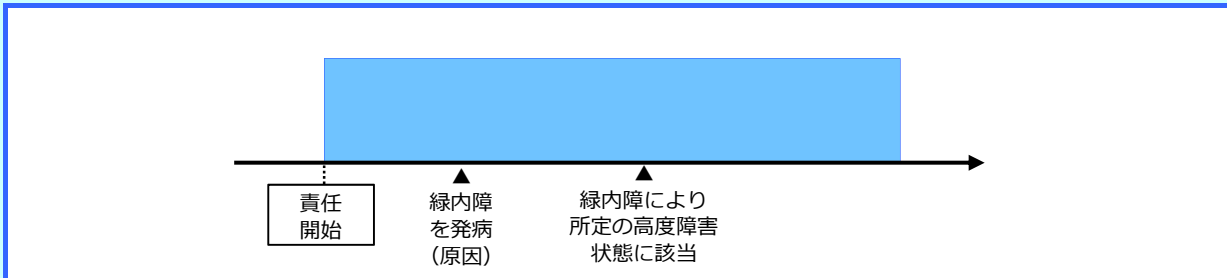 責任
開始
緑内障
を発病
（原因）
緑内障により
所定の高度障害
状態に該当